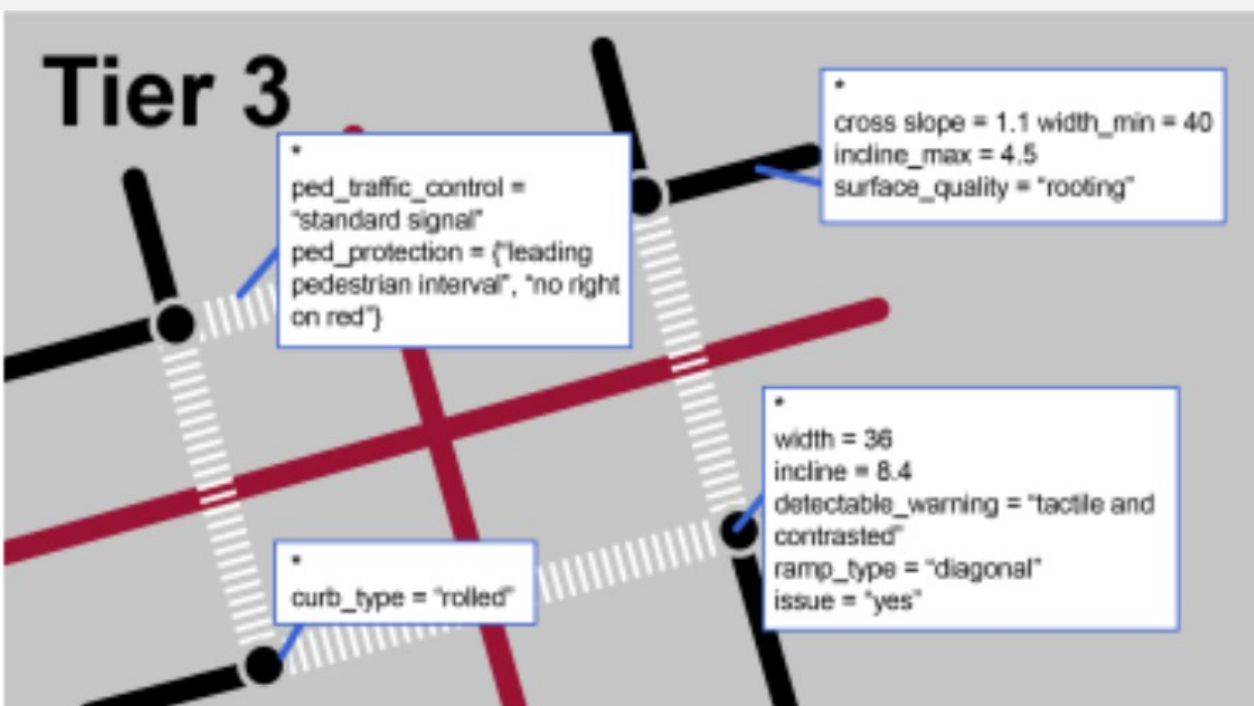 Tier 3
*
ped_traffic_control =
“standard signal”
ped_protection = {“leading
pedestrian interval”, “no right
on red”}
*
cross slope = 1.1 width_min = 40
incline_max = 4.5
surface_quality = “rooting”
*
width = 36
incline = 8.4
detectable_warning = “tactile and
contrasted”
ramp_type = “diagonal”
issue = “yes”
*
curb_type = “rolled”